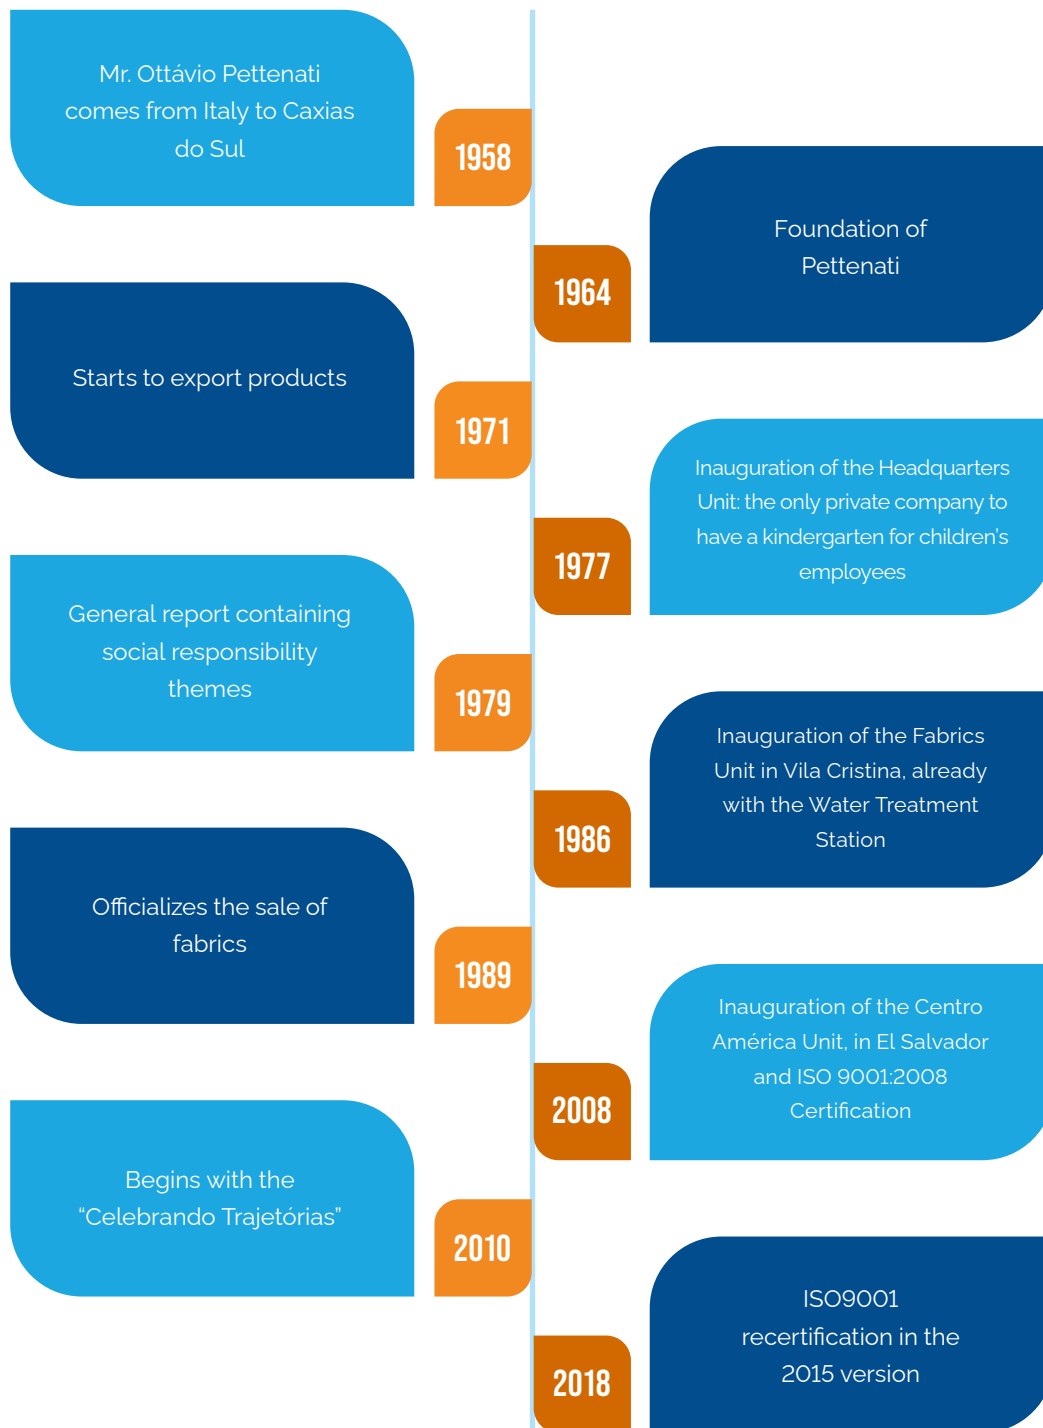 Mr. Ottávio Pettenati
comes from Italy to Caxias
do Sul
1958
Foundation of
Pettenati
1964
Starts to export products
1971
Inauguration of the Headquarters
Unit: the only private company to
have a kindergarten for children's
employees
1977
General report containing
social responsibility
themes
1979
Inauguration of the Fabrics
Unit in Vila Cristina, already
with the Water Treatment
Station
1986
Officializes the sale of
fabrics
1989
Inauguration of the Centro
América Unit, in El Salvador
and ISO 9001:2008
Certification
2008
Begins with the
“Celebrando Trajetórias”
2010
ISO9001
recertification in the
2015 version
2018